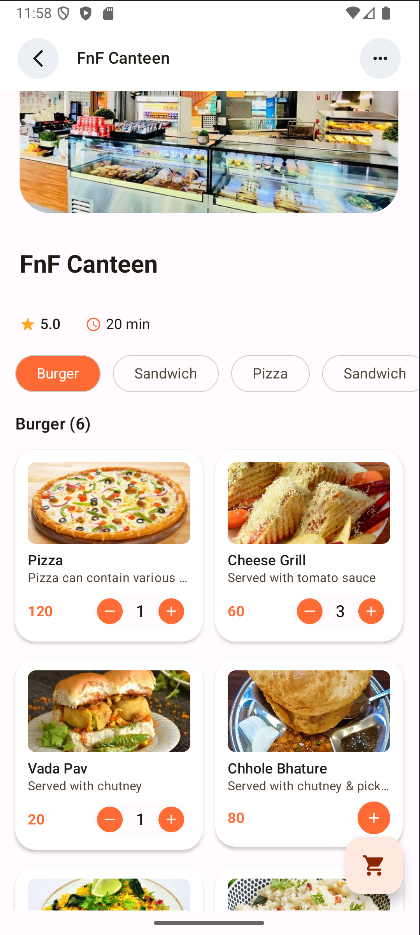 11:58
FnF Canteen
FnF Canteen
5.0 20 min
Burger Sandwich Pizza Sandwich
Burger (6)
Pizza
Pizza can contain various ...
120 1
Cheese Grill
Served with tomato sauce
60 3
Vada Pav
Served with chutney
20 1
Chhole Bhature
Served with chutney & pick...
80